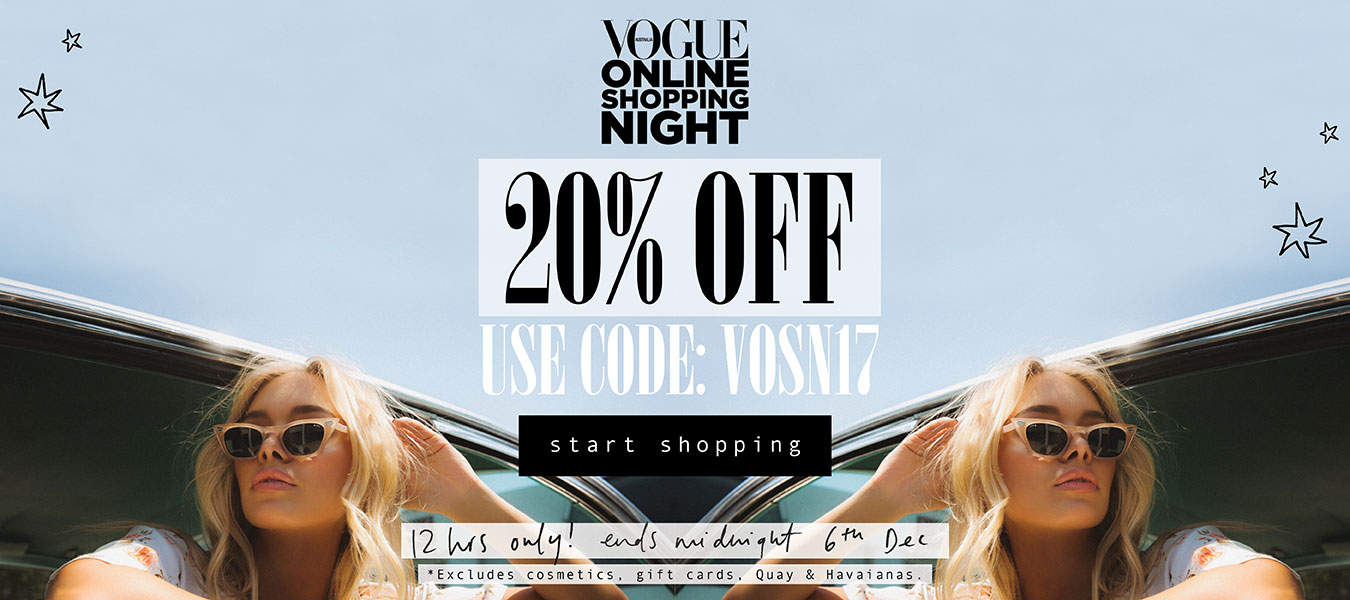 VOGUE
AUSTRALIA
ONLINE
SHOPPING
NIGHT
20% OFF
USE CODE: VOSN17
start shopping
12 hrs only! ends midnight 6th Dec
*Excludes cosmetics, gift cards, Quay & Havaianas.